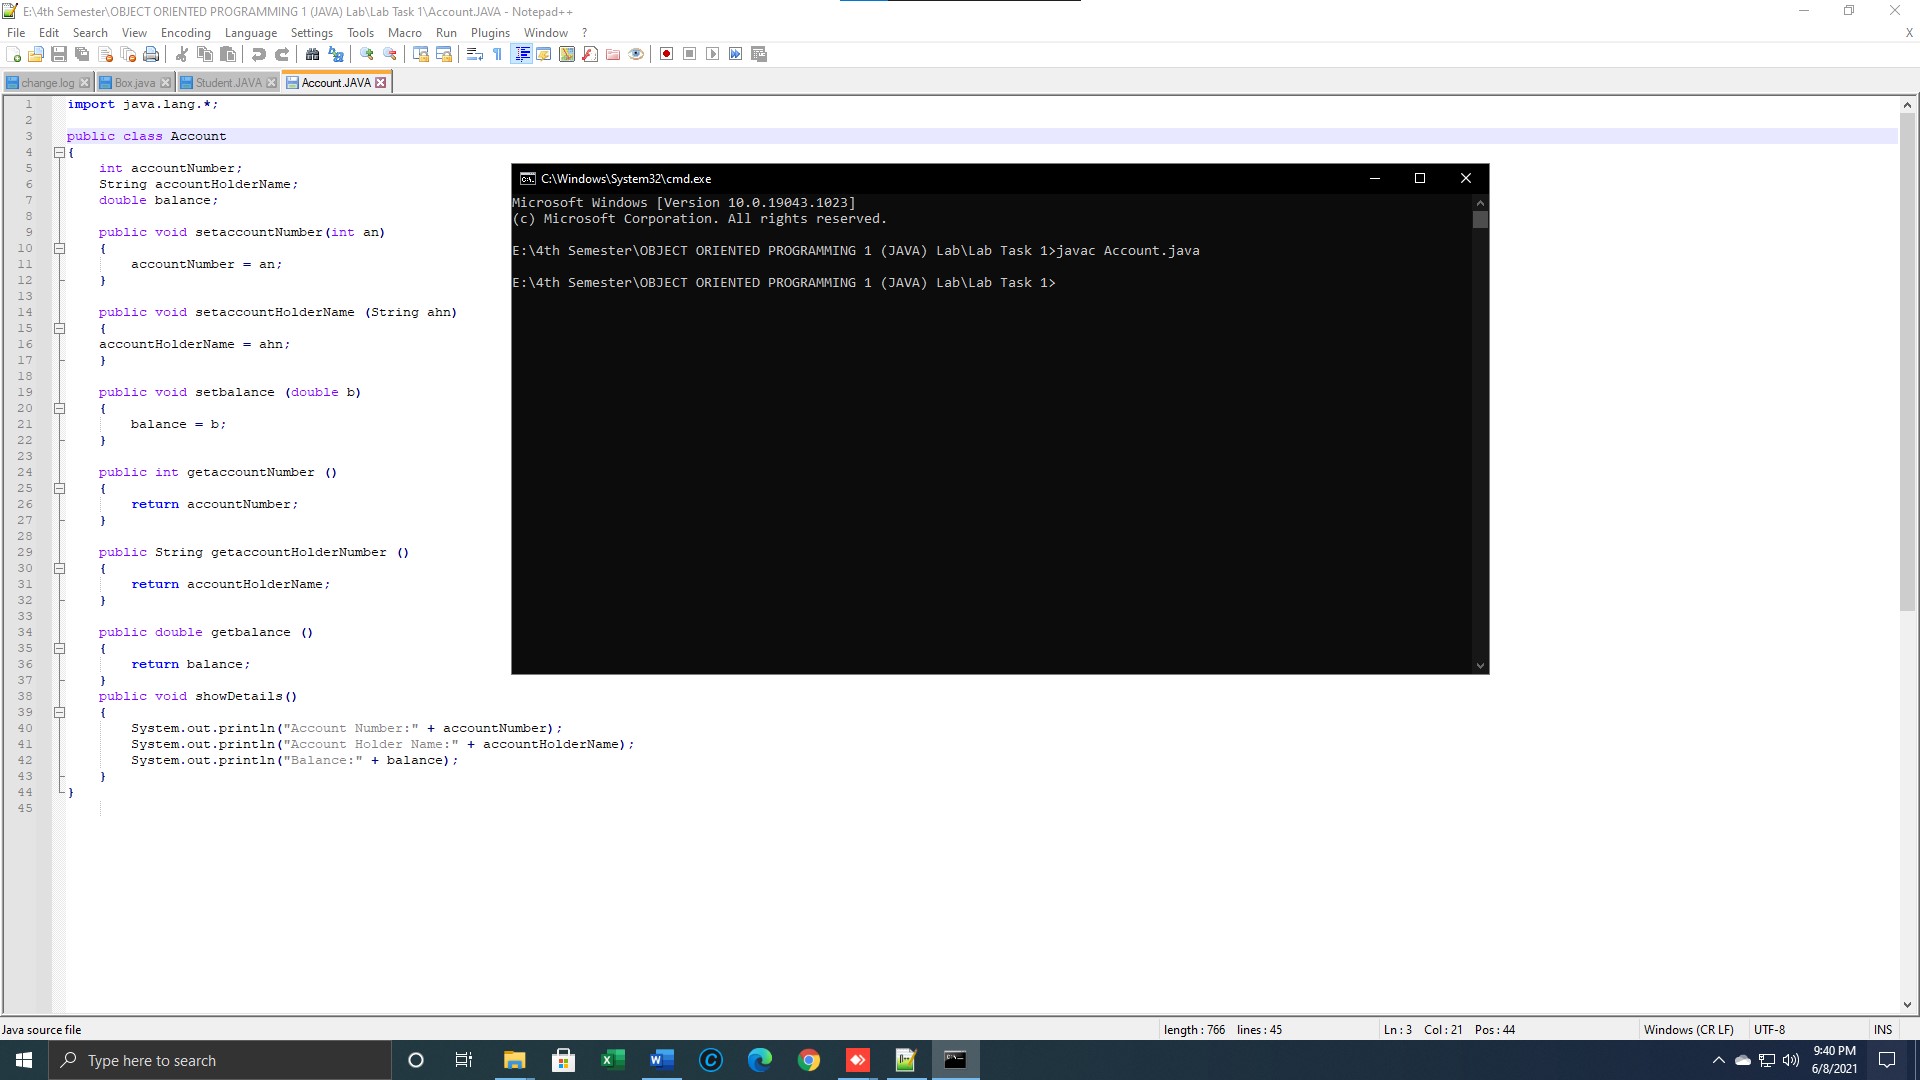 E:\4th Semester\OBJECT ORIENTED PROGRAMMING 1 (JAVA) Lab\Lab Task 1\Account.JAVA - Notepad++
File Edit Search View Encoding Language Settings Tools Macro Run Plugins Window ? X
change.log Box.java Student.JAVA Account.JAVA
1 import java.lang.*;
2
3 public class Account
4 {
5 int accountNumber;
6 String accountHolderName;
7 double balance;
8
9 public void setaccountNumber(int an)
10 {
11 accountNumber = an;
12 }
13
14 public void setaccountHolderName (String ahn)
15 {
16 accountHolderName = ahn;
17 }
18
19 public void setbalance (double b)
20 {
21 balance = b;
22 }
23
24 public int getaccountNumber ()
25 {
26 return accountNumber;
27 }
28
29 public String getaccountHolderNumber ()
30 {
31 return accountHolderName;
32 }
33
34 public double getbalance ()
35 {
36 return balance;
37 }
38 public void showDetails()
39 {
40 System.out.println("Account Number:" + accountNumber);
41 System.out.println("Account Holder Name:" + accountHolderName);
42 System.out.println("Balance:" + balance);
43 }
44 }
45
C:\Windows\System32\cmd.exe
Microsoft Windows [Version 10.0.19043.1023]
(c) Microsoft Corporation. All rights reserved.
E:\4th Semester\OBJECT ORIENTED PROGRAMMING 1 (JAVA) Lab\Lab Task 1>javac Account.java
E:\4th Semester\OBJECT ORIENTED PROGRAMMING 1 (JAVA) Lab\Lab Task 1>
Java source file length : 766 lines : 45 Ln : 3 Col : 21 Pos : 44 Windows (CR LF) UTF-8 INS
Type here to search
9:40 PM
6/8/2021